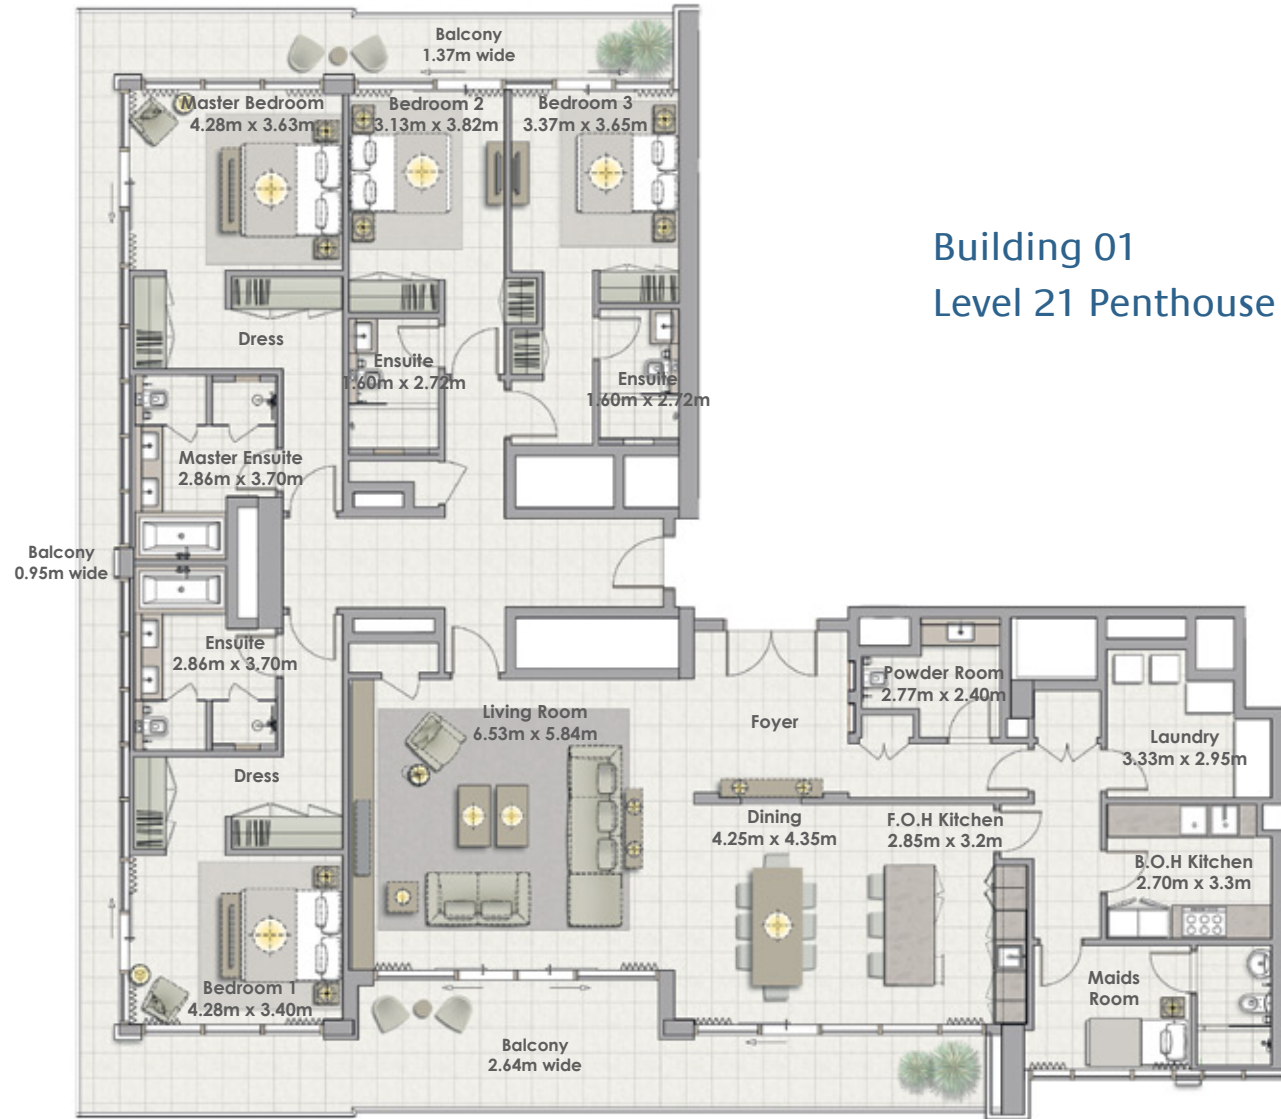 Balcony
1.37m wide
Master Bedroom
4.28m x 3.63m
Bedroom 2
3.13m x 3.82m
Bedroom 3
3.37m x 3.65m
Building 01
Level 21 Penthouse
Dress
Ensuite
1.60m x 2.72m
Ensuite
1.60m x 2.72m
Master Ensuite
2.86m x 3.70m
Balcony
0.95m wide
Ensuite
2.86m x 3.70m
Powder Room
2.77m x 2.40m
Living Room
6.53m x 5.84m
Foyer
Laundry
3.33m x 2.95m
Dress
Dining
4.25m x 4.35m
F.O.H Kitchen
2.85m x 3.2m
B.O.H Kitchen
2.70m x 3.3m
Bedroom 1
4.28m x 3.40m
Maids
Room
Balcony
2.64m wide